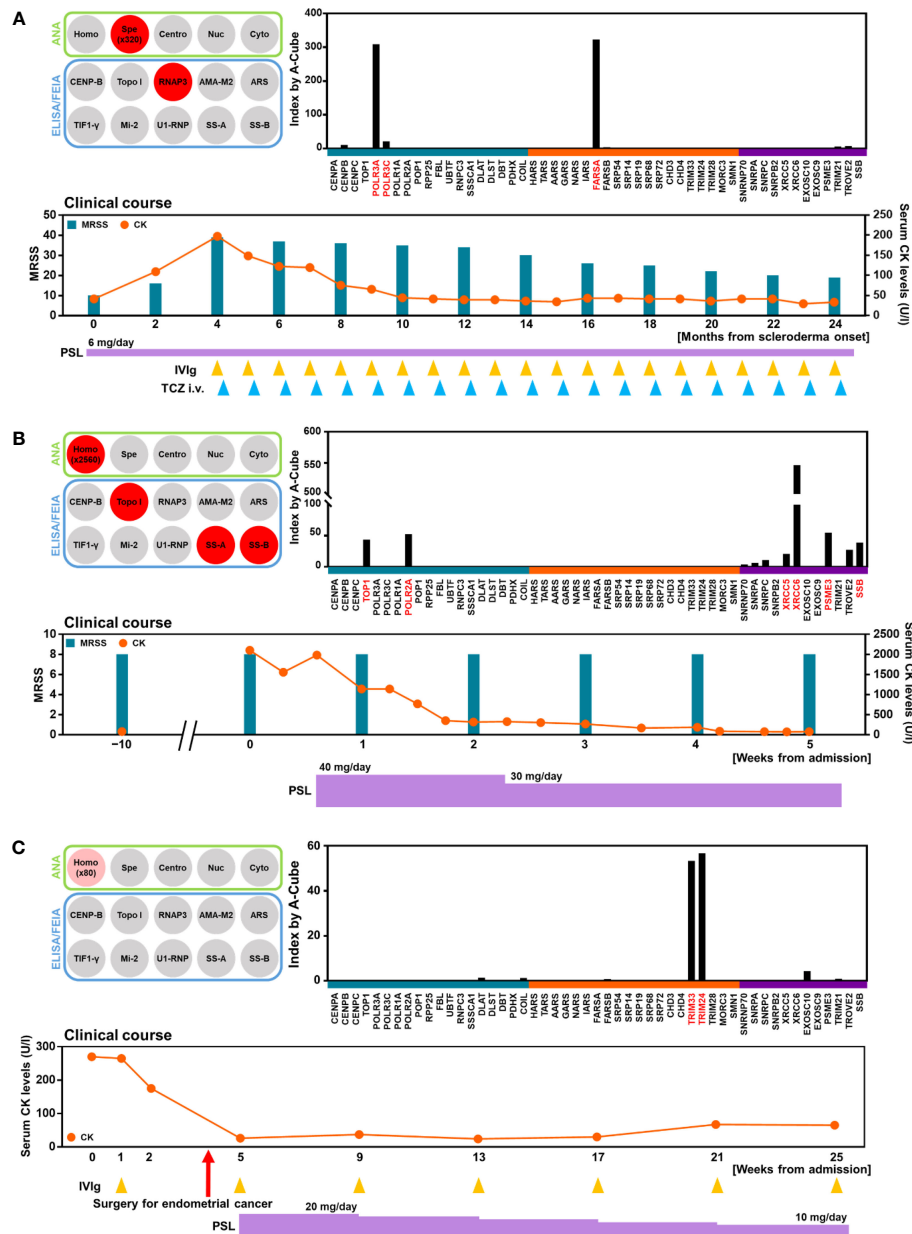 A
ANA
Homo
Spe
(x320)
Centro
Nuc
Cyto
ELISA/FEIA
CENP-B
Topo I
RNAP3
AMA-M2
ARS
TIF1-γ
Mi-2
U1-RNP
SS-A
SS-B
Index by A-Cube
400
300
200
100
0
CENPA
CENPB
CENPC
TOP1
POLR3A
POLR3C
POLR1A
POLR2A
POP1
RPP25
FBL
UBTF
RNPC3
SSSCA1
DLAT
DLST
DBT
PDHX
COIL
HARS
TARS
AARS
GARS
NARS
IARS
FARSA
FARSB
SRP54
SRP14
SRP19
SRP68
SRP72
CHD3
CHD4
TRIM33
TRIM24
TRIM28
MORC3
SMN1
SNRNP70
SNRPA
SNRPC
SNRPB2
XRCC5
XRCC6
EXOSC10
EXOSC9
PSME3
TRIM21
TROVE2
SSB
Clinical course
MRSS
CK
MRSS
50
40
30
20
10
0
Serum CK levels
(U/l)
250
200
150
100
50
0
0 2 4 6 8 10 12 14 16 18 20 22 24
[Months from scleroderma onset]
6 mg/day
PSL
IVIg
TCZ i.v.
B
ANA
Homo
(x2560)
Spe
Centro
Nuc
Cyto
ELISA/FEIA
CENP-B
Topo I
RNAP3
AMA-M2
ARS
TIF1-γ
Mi-2
U1-RNP
SS-A
SS-B
Index by A-Cube
600
550
500
100
50
0
CENPA
CENPB
CENPC
TOP1
POLR3A
POLR3C
POLR1A
POLR2A
POP1
RPP25
FBL
UBTF
RNPC3
SSSCA1
DLAT
DLST
DBT
PDHX
COIL
HARS
TARS
AARS
GARS
NARS
IARS
FARSA
FARSB
SRP54
SRP14
SRP19
SRP68
SRP72
CHD3
CHD4
TRIM33
TRIM24
TRIM28
MORC3
SMN1
SNRNP70
SNRPA
SNRPC
SNRPB2
XRCC5
XRCC6
EXOSC10
EXOSC9
PSME3
TRIM21
TROVE2
SSB
Clinical course
MRSS
CK
MRSS
8
6
4
2
0
Serum CK levels
(U/l)
2500
2000
1500
1000
500
0
−10 0 1 2 3 4 5
[Weeks from admission]
40 mg/day
30 mg/day
PSL
C
ANA
Homo
(x80)
Spe
Centro
Nuc
Cyto
ELISA/FEIA
CENP-B
Topo I
RNAP3
AMA-M2
ARS
TIF1-γ
Mi-2
U1-RNP
SS-A
SS-B
Index by A-Cube
60
40
20
0
CENPA
CENPB
CENPC
TOP1
POLR3A
POLR3C
POLR1A
POLR2A
POP1
RPP25
FBL
UBTF
RNPC3
SSSCA1
DLAT
DLST
DBT
PDHX
COIL
HARS
TARS
AARS
GARS
NARS
IARS
FARSA
FARSB
SRP54
SRP14
SRP19
SRP68
SRP72
CHD3
CHD4
TRIM33
TRIM24
TRIM28
MORC3
SMN1
SNRNP70
SNRPA
SNRPC
SNRPB2
XRCC5
XRCC6
EXOSC10
EXOSC9
PSME3
TRIM21
TROVE2
SSB
Clinical course
Serum CK levels (U/l)
300
200
100
0
CK
0 1 2 5 9 13 17 21 25
[Weeks from admission]
IVIg
Surgery for endometrial cancer
20 mg/day
10 mg/day
PSL